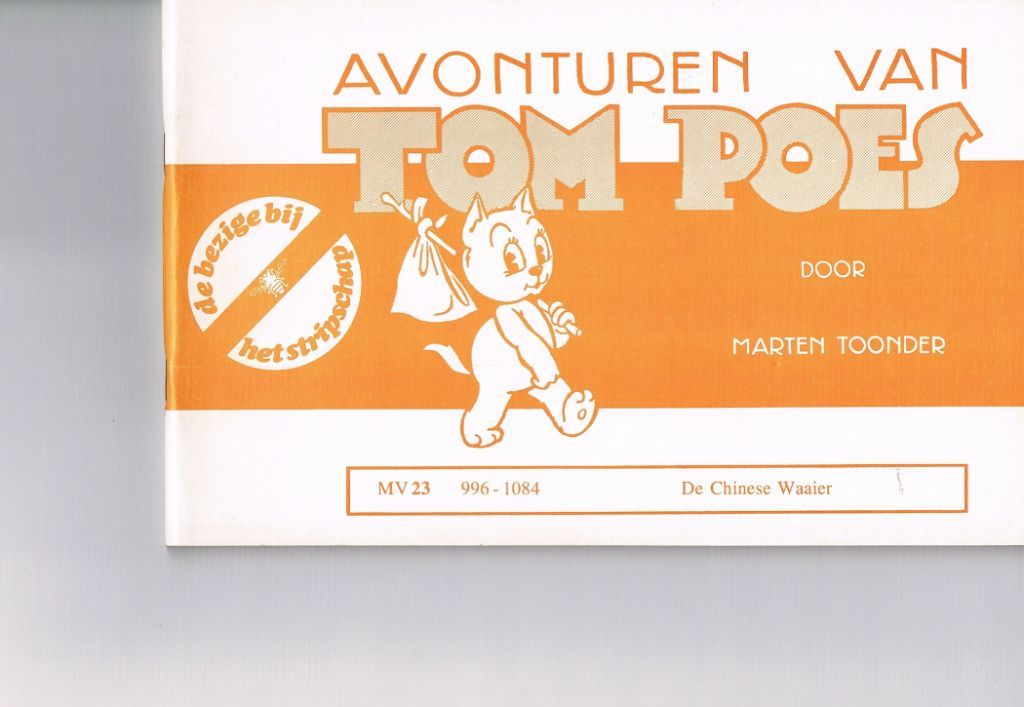 AVONTUREN VAN
TOM POES
de bezige bij
het stripschap
DOOR
MARTEN TOONDER
MV 23 996 - 1084 De Chinese Waaier